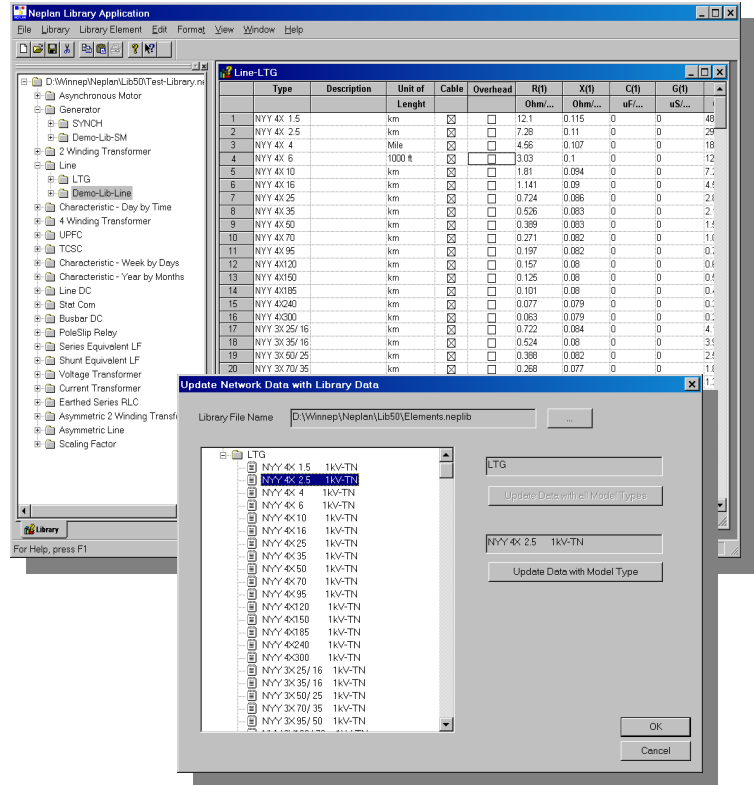 Neplan Library Application
File Library Library Element Edit Format View Window Help
D:\Winnep\Neplan\Lib50\Test-Library.ne
Asynchronous Motor
Generator
SYNCH
Demo-Lib-SM
2 Winding Transformer
Line
LTG
Demo-Lib-Line
Characteristic - Day by Time
4 Winding Transformer
UPFC
TCSC
Characteristic - Week by Days
Characteristic - Year by Months
Line DC
Stat Com
Busbar DC
PoleSlip Relay
Series Equivalent LF
Shunt Equivalent LF
Voltage Transformer
Current Transformer
Earthed Series RLC
Asymmetric 2 Winding Transfo
Asymmetric Line
Scaling Factor
Library
For Help, press F1
Line-LTG
Type Description Unit of Cable Overhead R(1) X(1) C(1) G(1)
Lenght Ohm/... Ohm/... uF/... uS/...
1 NYY 4X 1.5 km 12.1 0.115 0 0 48
2 NYY 4X 2.5 km 7.28 0.11 0 0 29
3 NYY 4X 4 Mile 4.56 0.107 0 0 18
4 NYY 4X 6 1000 ft 3.03 0.1 0 0 12
5 NYY 4X 10 km 1.81 0.094 0 0 7.
6 NYY 4X 16 km 1.141 0.09 0 0 4.
7 NYY 4X 25 km 0.724 0.086 0 0 2.
8 NYY 4X 35 km 0.526 0.083 0 0 2.
9 NYY 4X 50 km 0.389 0.083 0 0 1.
10 NYY 4X 70 km 0.271 0.082 0 0 1.
11 NYY 4X 95 km 0.197 0.082 0 0 0.
12 NYY 4X120 km 0.157 0.08 0 0 0.
13 NYY 4X150 km 0.125 0.08 0 0 0.
14 NYY 4X185 km 0.101 0.08 0 0 0.
15 NYY 4X240 km 0.077 0.079 0 0 0.
16 NYY 4X300 km 0.063 0.079 0 0 0.
17 NYY 3X 25/ 16 km 0.722 0.084 0 0 4.
18 NYY 3X 35/ 16 km 0.524 0.08 0 0 3.
19 NYY 3X 50/ 25 km 0.388 0.082 0 0 2.
20 NYY 3X 70/ 35 km 0.268 0.077 0 0 1.
1.
Update Network Data with Library Data
Library File Name D:\Winnep\Neplan\Lib50\Elements.neplib ...
LTG
NYY 4X 1.5 1kV-TN
NYY 4X 2.5 1kV-TN
NYY 4X 4 1kV-TN
NYY 4X 6 1kV-TN
NYY 4X 10 1kV-TN
NYY 4X 16 1kV-TN
NYY 4X 25 1kV-TN
NYY 4X 35 1kV-TN
NYY 4X 50 1kV-TN
NYY 4X 70 1kV-TN
NYY 4X 95 1kV-TN
NYY 4X120 1kV-TN
NYY 4X150 1kV-TN
NYY 4X185 1kV-TN
NYY 4X240 1kV-TN
NYY 4X300 1kV-TN
NYY 3X 25/ 16 1kV-TN
NYY 3X 35/ 16 1kV-TN
NYY 3X 50/ 25 1kV-TN
NYY 3X 70/ 35 1kV-TN
NYY 3X 95/ 50 1kV-TN
LTG
Update Data with all Model Types
NYY 4X 2.5 1kV-TN
Update Data with Model Type
OK
Cancel